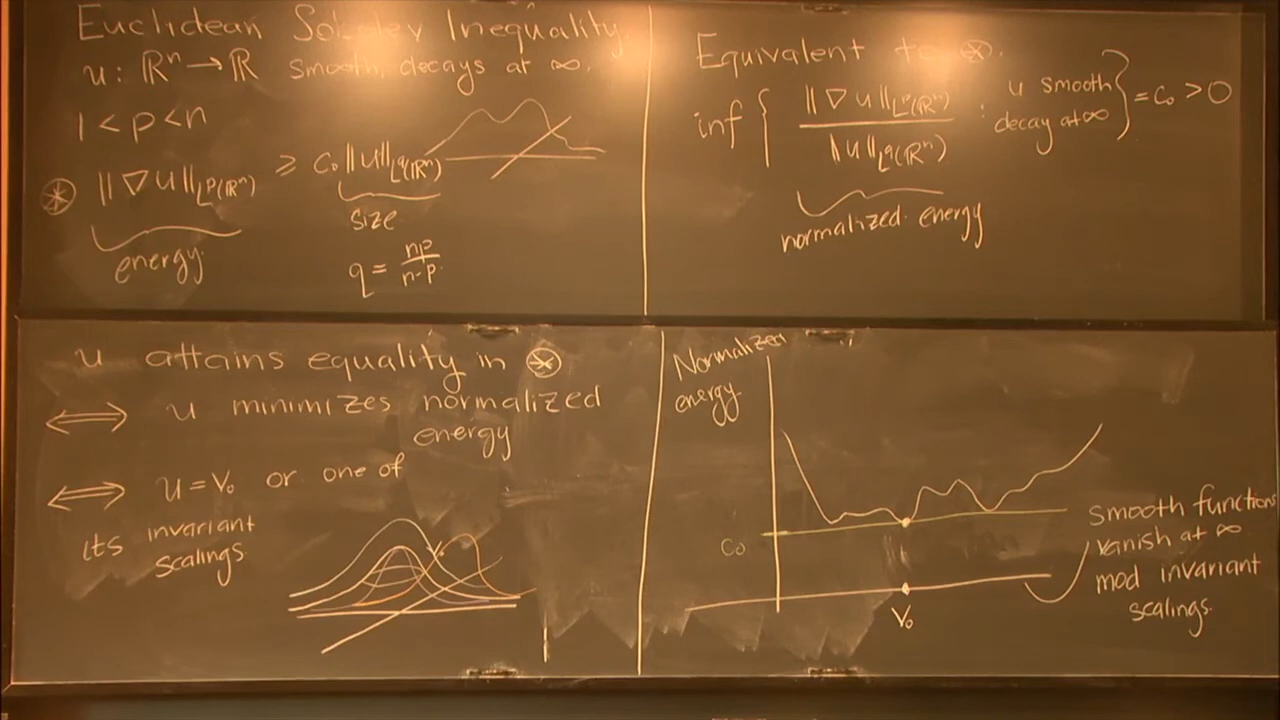 Euclidean Sobolev Inequality
u: ℝⁿ → ℝ smooth, decays at ∞.
1 < p < n
⊛ ‖∇u‖_{L^p(ℝⁿ)} ≥ c₀‖u‖_{L^q(ℝⁿ)}
energy.
size
q = np/n-p.
Equivalent to ⊛.
inf { ‖∇u‖_{L^p(ℝⁿ)} / ‖u‖_{L^q(ℝⁿ)} : u smooth decay at ∞ } = c₀ > 0
normalized energy
u attains equality in ⊛
⟺ u minimizes normalized
energy
⟺ u = v₀ or one of
its invariant
scalings
Normalized
energy.
c₀
v₀
smooth functions
vanish at ∞
mod invariant
scalings.